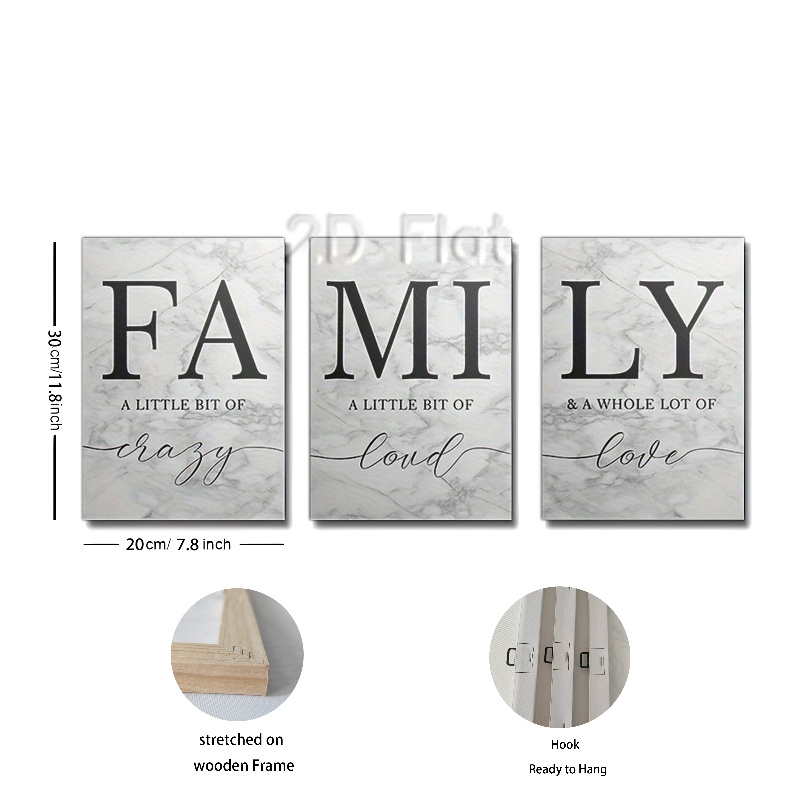 2D Flat
FA
A LITTLE BIT OF
crazy
MI
A LITTLE BIT OF
loud
LY
& A WHOLE LOT OF
love
30cm/11.8inch
20cm/ 7.8 inch
stretched on
wooden Frame
Hook
Ready to Hang